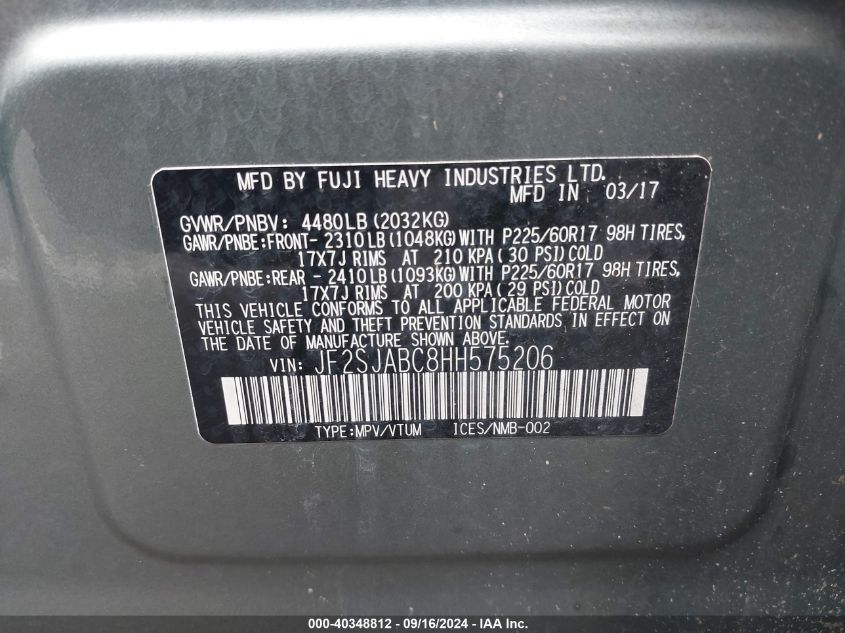 MFD BY FUJI HEAVY INDUSTRIES LTD.
MFD IN 03/17
GVWR/PNBV: 4480LB(2032KG)
GAWR/PNBE:FRONT- 2310LB(1048KG)WITH P225/60R17 98H TIRES,
17X7J RIMS AT 210 KPA(30 PSI)COLD
GAWR/PNBE:REAR - 2410LB(1093KG)WITH P225/60R17 98H TIRES,
17X7J RIMS AT 200 KPA(29 PSI)COLD
THIS VEHICLE CONFORMS TO ALL APPLICABLE FEDERAL MOTOR
VEHICLE SAFETY AND THEFT PREVENTION STANDARDS IN EFFECT ON
THE DATE OF MANUFACTURE SHOWN ABOVE.
VIN: JF2SJABC8HH575206
TYPE:MPV/VTUM ICES/NMB-002
000-40348812 - 09/16/2024 - IAA Inc.